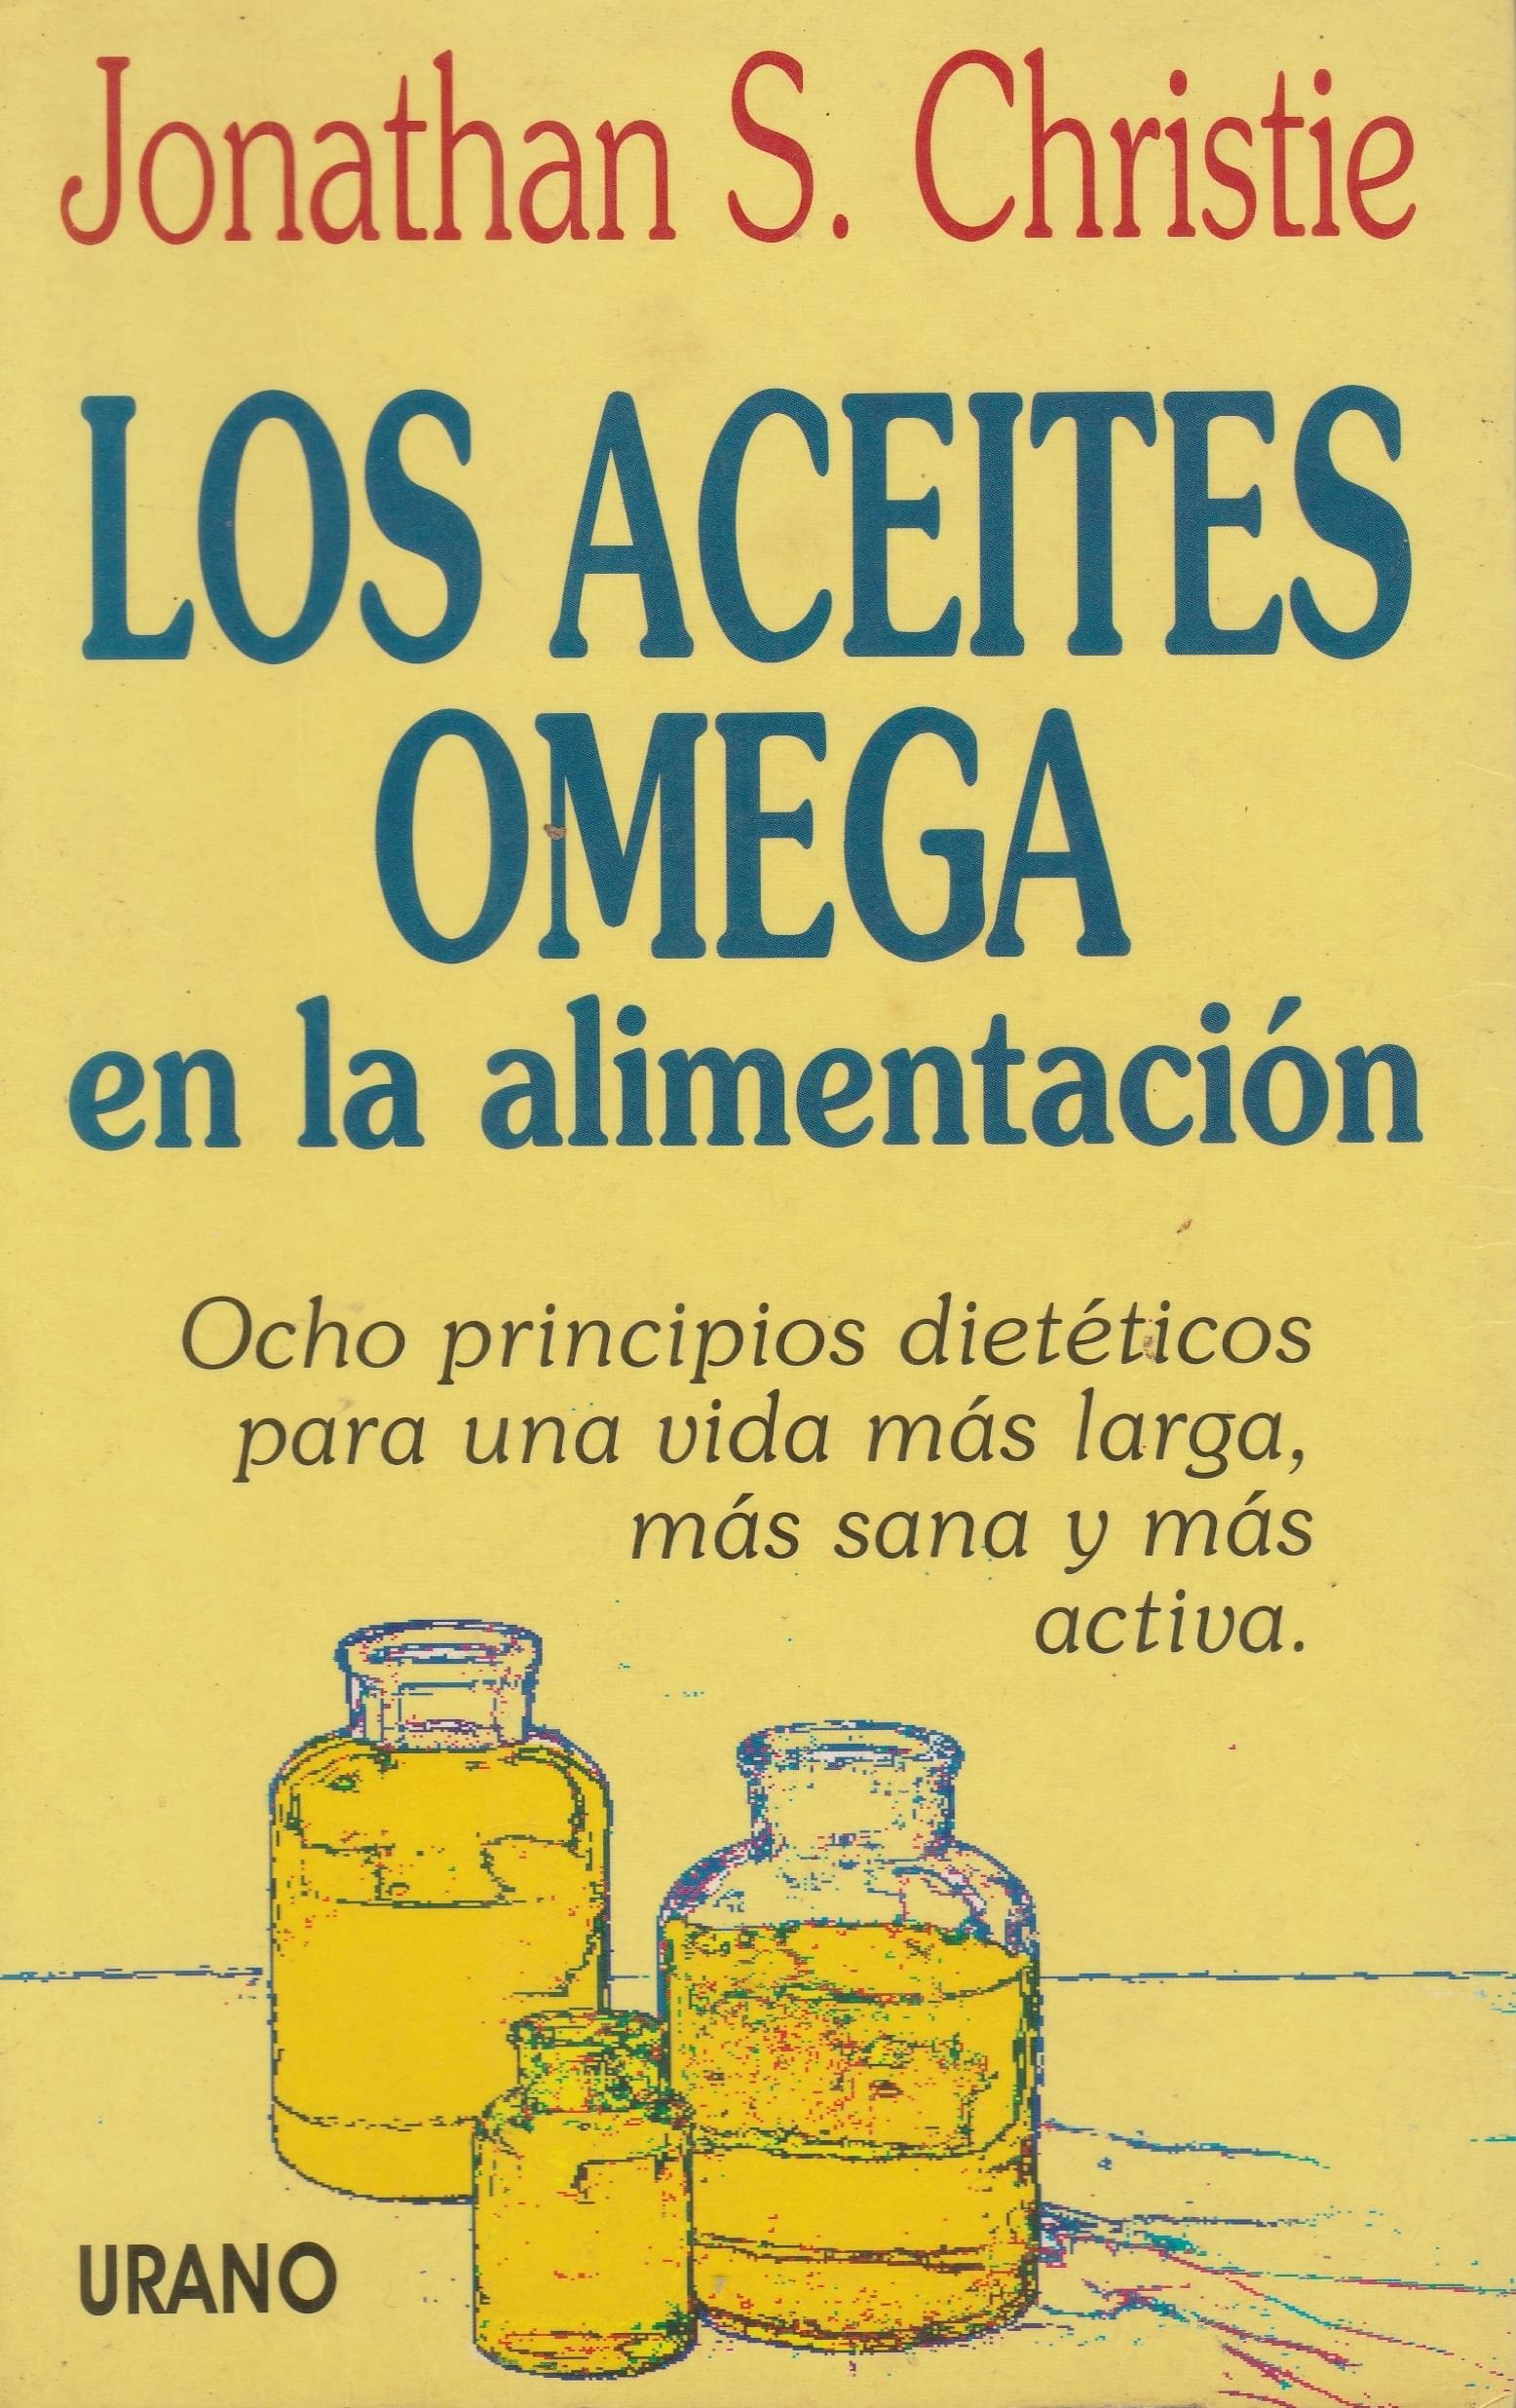 Jonathan S. Christie
LOS ACEITES
OMEGA
en la alimentación
Ocho principios dietéticos
para una vida más larga,
más sana y más
activa.
URANO